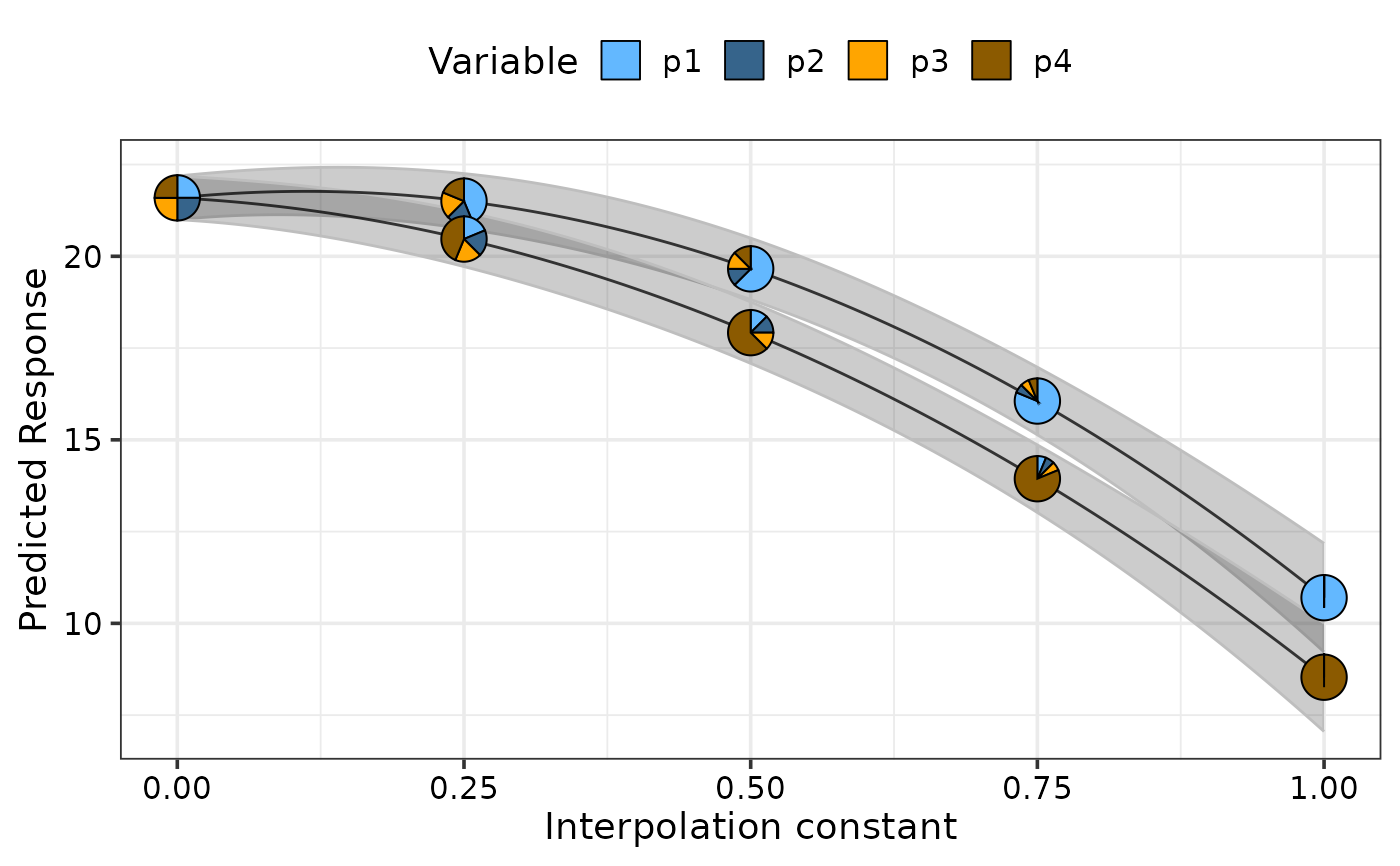 Variable p1 p2 p3 p4
Predicted Response
20
15
10
0.00 0.25 0.50 0.75 1.00
Interpolation constant